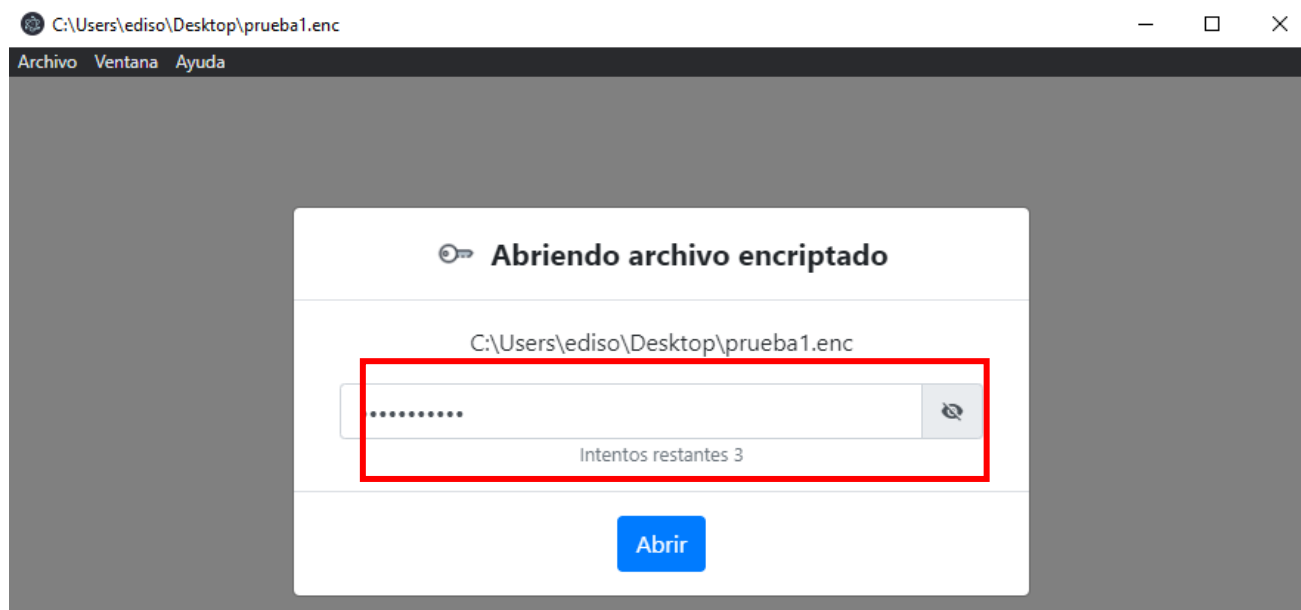 C:\Users\ediso\Desktop\prueba1.enc
Archivo Ventana Ayuda
Abriendo archivo encriptado
C:\Users\ediso\Desktop\prueba1.enc
•••••••••••
Intentos restantes 3
Abrir